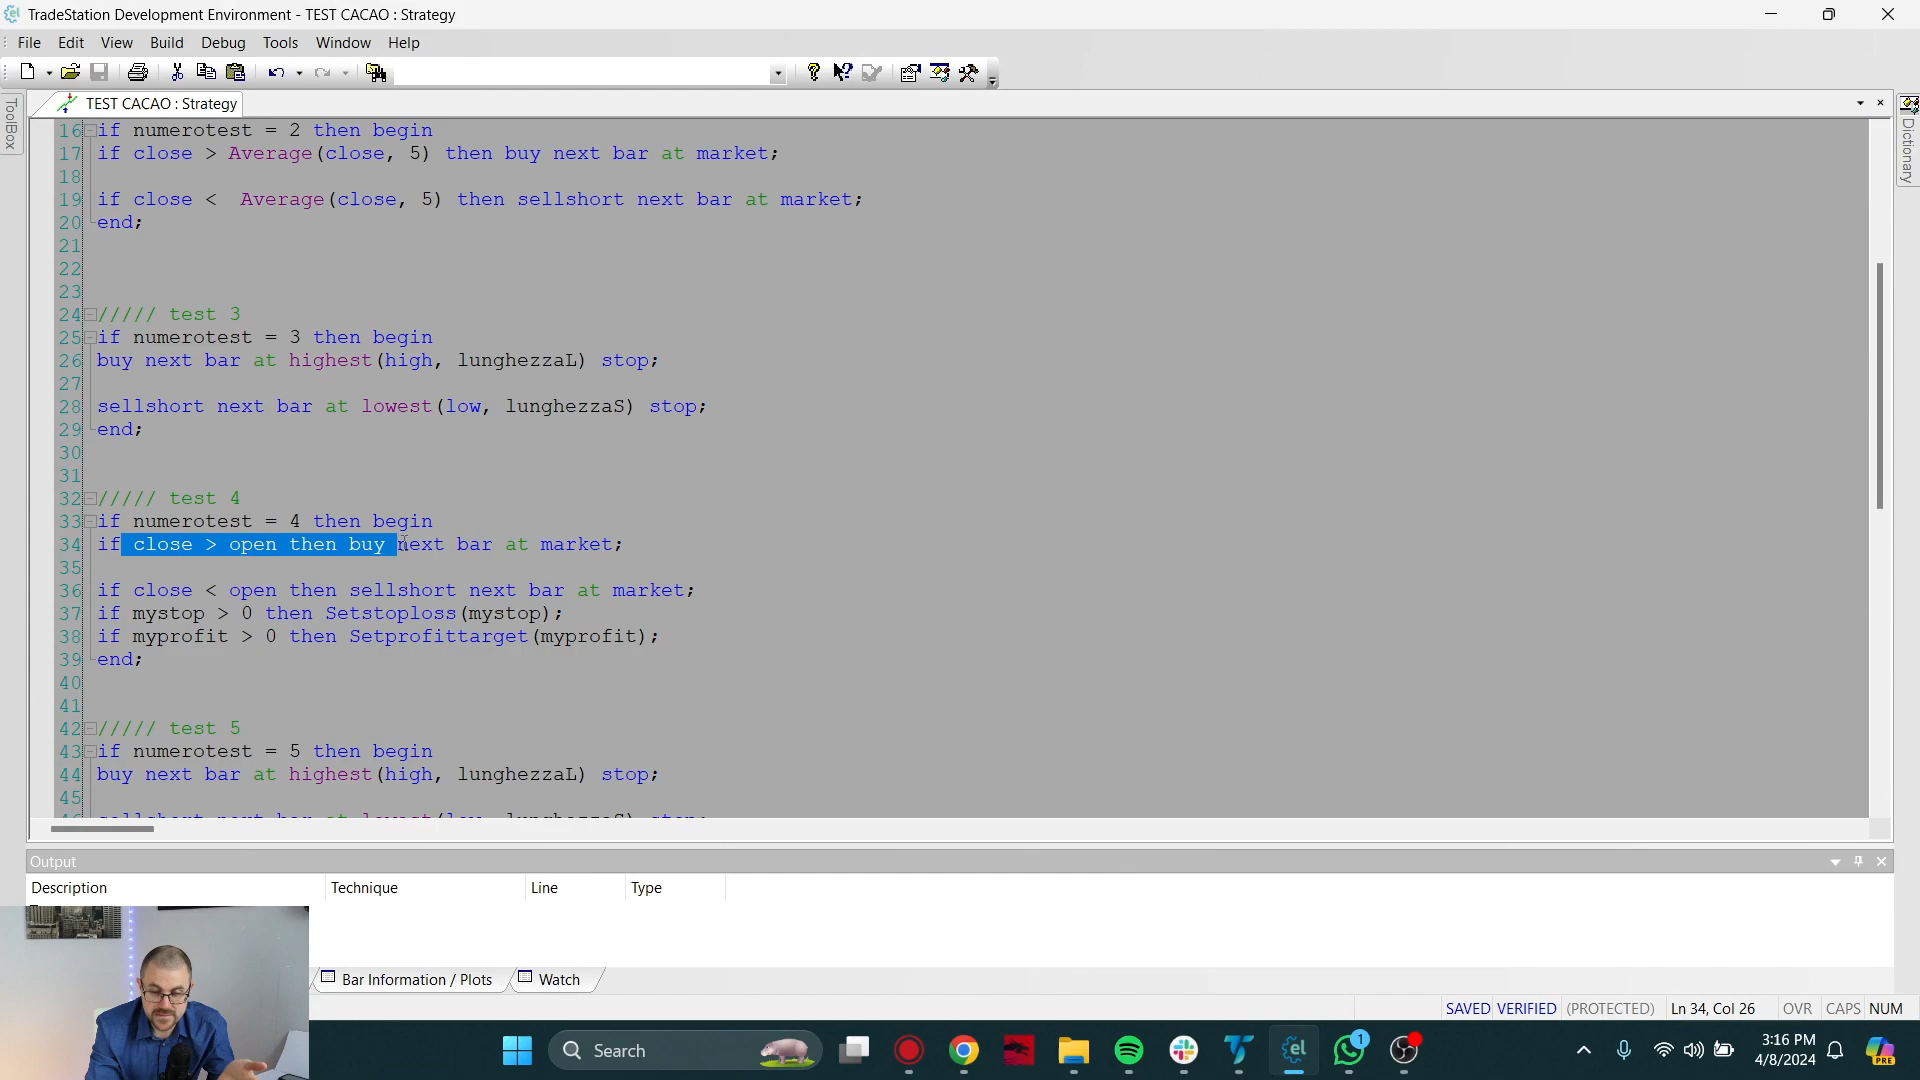 TradeStation Development Environment - TEST CACAO : Strategy
File Edit View Build Debug Tools Window Help
ToolBox
TEST CACAO : Strategy
Dictionary
16 if numerotest = 2 then begin
17 if close > Average(close, 5) then buy next bar at market;
18
19 if close <  Average(close, 5) then sellshort next bar at market;
20 end;
21
22
23
24 ///// test 3
25 if numerotest = 3 then begin
26 buy next bar at highest(high, lunghezzaL) stop;
27
28 sellshort next bar at lowest(low, lunghezzaS) stop;
29 end;
30
31
32 ///// test 4
33 if numerotest = 4 then begin
34 if close > open then buy next bar at market;
35
36 if close < open then sellshort next bar at market;
37 if mystop > 0 then Setstoploss(mystop);
38 if myprofit > 0 then Setprofittarget(myprofit);
39 end;
40
41
42 ///// test 5
43 if numerotest = 5 then begin
44 buy next bar at highest(high, lunghezzaL) stop;
45
46 sellshort next bar at lowest(low, lunghezzaS) stop;
Output
Description Technique Line Type
Bar Information / Plots Watch
SAVED VERIFIED (PROTECTED) Ln 34, Col 26 OVR CAPS NUM
Search
1
3:16 PM
4/8/2024
PRE